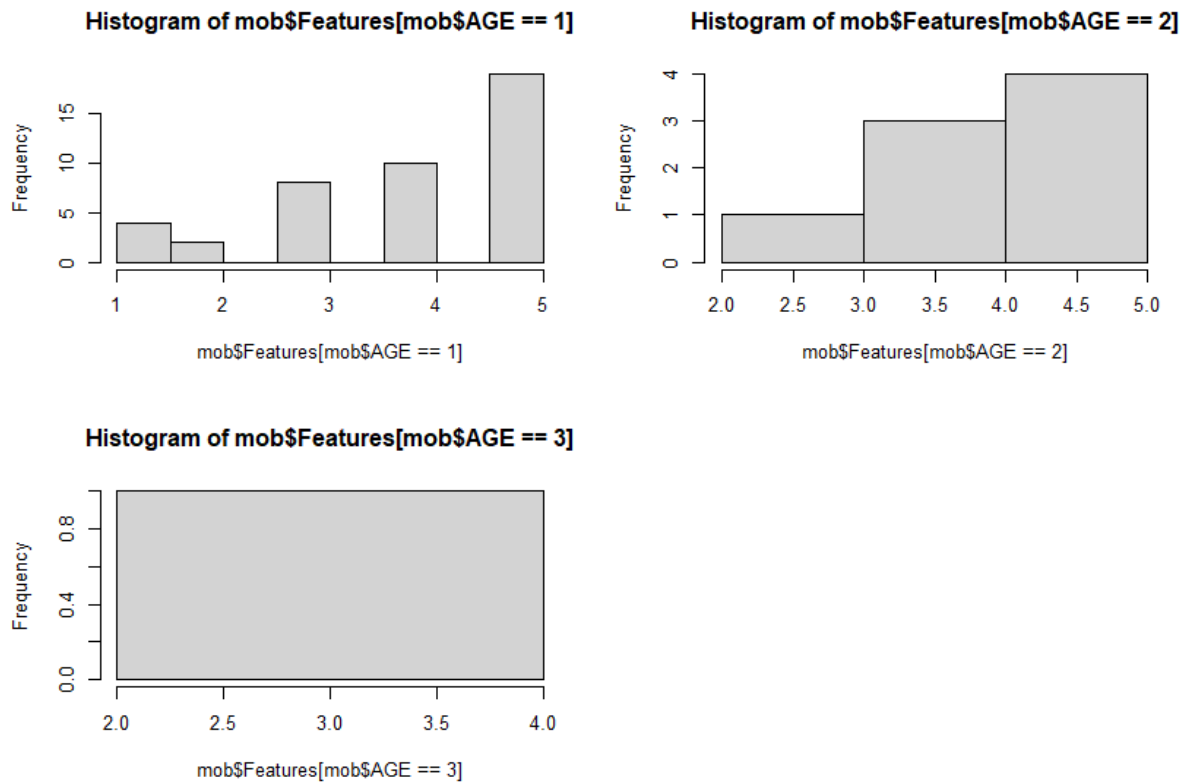 Histogram of mob$Features[mob$AGE == 1]
Frequency
0 5 10 15
1 2 3 4 5
mob$Features[mob$AGE == 1]
Histogram of mob$Features[mob$AGE == 2]
Frequency
0 1 2 3 4
2.0 2.5 3.0 3.5 4.0 4.5 5.0
mob$Features[mob$AGE == 2]
Histogram of mob$Features[mob$AGE == 3]
Frequency
0.0 0.4 0.8
2.0 2.5 3.0 3.5 4.0
mob$Features[mob$AGE == 3]